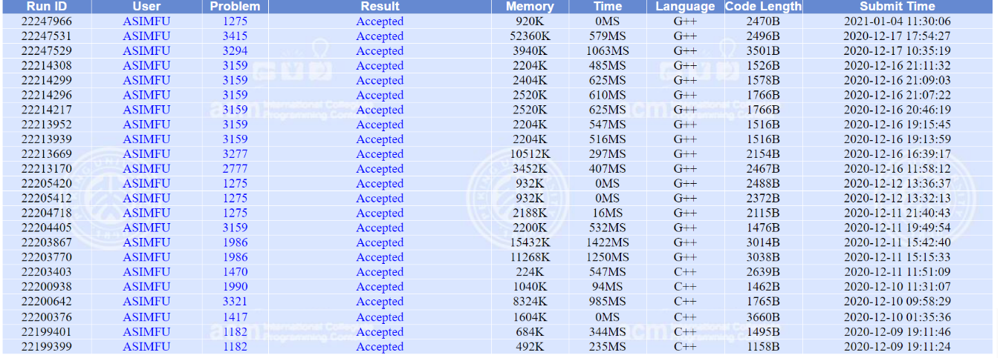 Run ID User Problem Result Memory Time Language Code Length Submit Time
22247966 ASIMFU 1275 Accepted 920K 0MS G++ 2470B 2021-01-04 11:30:06
22247531 ASIMFU 3415 Accepted 52360K 579MS G++ 2496B 2020-12-17 17:54:27
22247529 ASIMFU 3294 Accepted 3940K 1063MS G++ 3501B 2020-12-17 10:35:19
22214308 ASIMFU 3159 Accepted 2204K 485MS G++ 1526B 2020-12-16 21:11:32
22214299 ASIMFU 3159 Accepted 2404K 625MS G++ 1578B 2020-12-16 21:09:03
22214296 ASIMFU 3159 Accepted 2520K 610MS G++ 1766B 2020-12-16 21:07:22
22214217 ASIMFU 3159 Accepted 2520K 625MS G++ 1766B 2020-12-16 20:46:19
22213952 ASIMFU 3159 Accepted 2204K 547MS G++ 1516B 2020-12-16 19:15:45
22213939 ASIMFU 3159 Accepted 2204K 516MS G++ 1516B 2020-12-16 19:13:59
22213669 ASIMFU 3277 Accepted 10512K 297MS G++ 2154B 2020-12-16 16:39:17
22213170 ASIMFU 2777 Accepted 3452K 407MS G++ 2467B 2020-12-16 11:58:12
22205420 ASIMFU 1275 Accepted 932K 0MS G++ 2488B 2020-12-12 13:36:37
22205412 ASIMFU 1275 Accepted 932K 0MS G++ 2372B 2020-12-12 13:32:13
22204718 ASIMFU 1275 Accepted 2188K 16MS G++ 2115B 2020-12-11 21:40:43
22204405 ASIMFU 3159 Accepted 2200K 532MS G++ 1476B 2020-12-11 19:49:54
22203867 ASIMFU 1986 Accepted 15432K 1422MS G++ 3014B 2020-12-11 15:42:40
22203770 ASIMFU 1986 Accepted 11268K 1250MS G++ 3038B 2020-12-11 15:15:33
22203403 ASIMFU 1470 Accepted 224K 547MS C++ 2639B 2020-12-11 11:51:09
22200938 ASIMFU 1990 Accepted 1040K 94MS C++ 1462B 2020-12-10 11:31:07
22200642 ASIMFU 3321 Accepted 8324K 985MS C++ 1765B 2020-12-10 09:58:29
22200376 ASIMFU 1417 Accepted 1604K 0MS C++ 3660B 2020-12-10 01:35:36
22199401 ASIMFU 1182 Accepted 684K 344MS C++ 1495B 2020-12-09 19:11:46
22199399 ASIMFU 1182 Accepted 492K 235MS C++ 1158B 2020-12-09 19:11:24